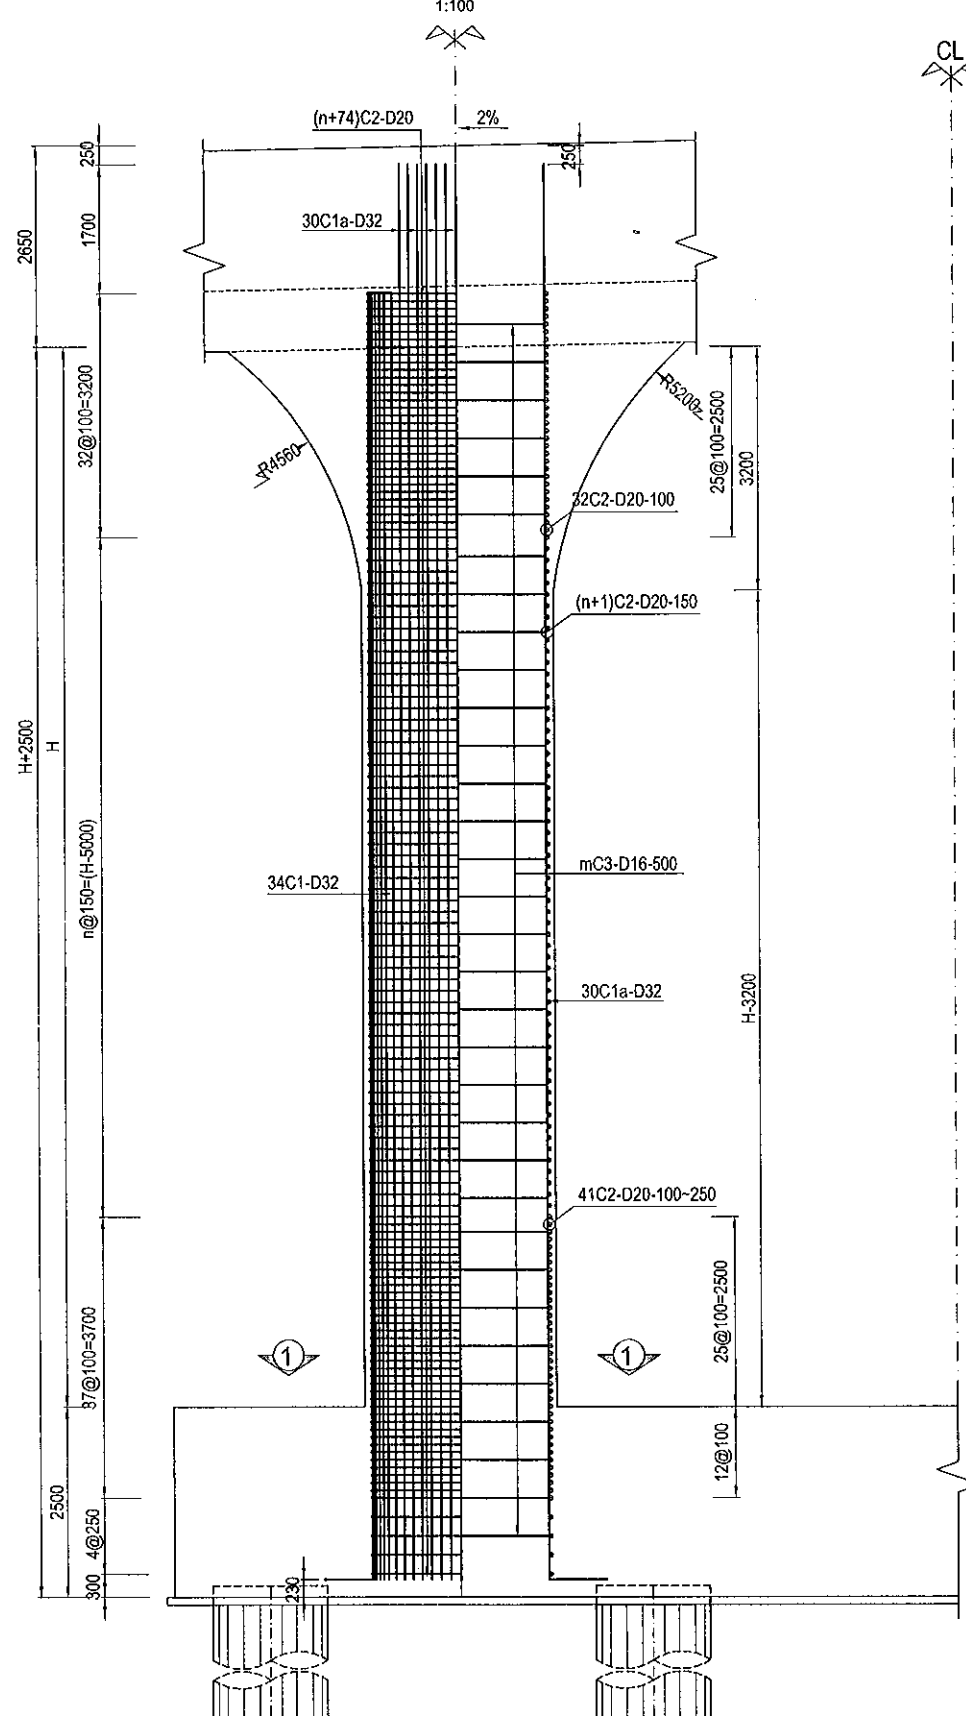 1:100
CL
(n+74)C2-D20
2%
250
250
1700
2650
30C1a-D32
32@100=3200
R4560
R5200
25@100=2500
3200
32C2-D20-100
(n+1)C2-D20-150
H+2500
H
n@150=(H-5000)
34C1-D32
mC3-D16-500
30C1a-D32
H-3200
41C2-D20-100~250
25@100=2500
37@100=3700
1
1
12@100
2500
4@250
300
230